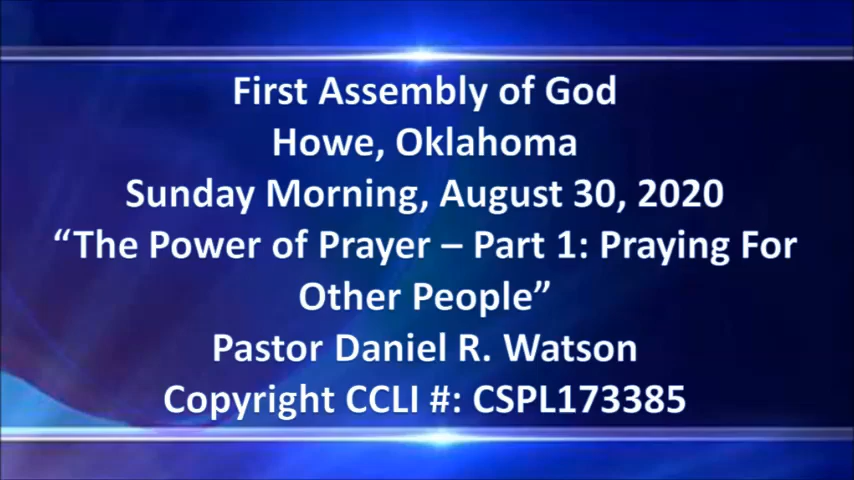 First Assembly of God
Howe, Oklahoma
Sunday Morning, August 30, 2020
“The Power of Prayer – Part 1: Praying For
Other People”
Pastor Daniel R. Watson
Copyright CCLI #: CSPL173385